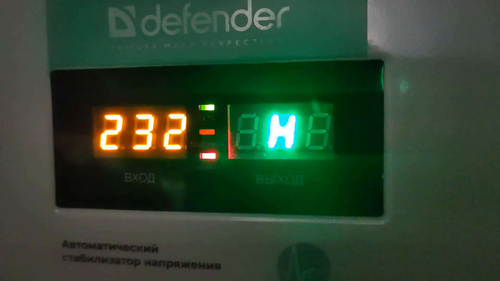 defender
232 H
ВХОД ВЫХОД
Автоматический
стабилизатор напряжения